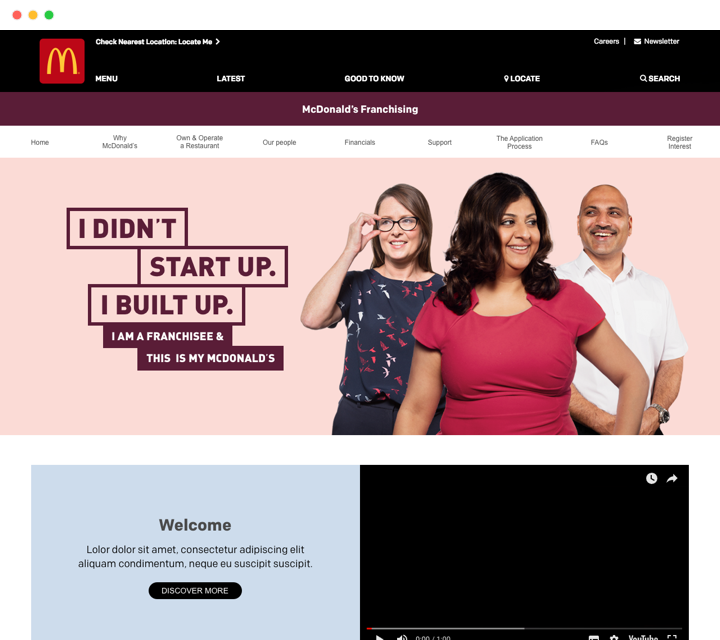 Check Nearest Location: Locate Me
Careers | Newsletter
MENU LATEST GOOD TO KNOW LOCATE SEARCH
McDonald's Franchising
Home Why McDonald's Own & Operate a Restaurant Our people Financials Support The Application Process FAQs Register Interest
I DIDN'T
START UP.
I BUILT UP.
I AM A FRANCHISEE &
THIS IS MY MCDONALD'S
Welcome
Lolor dolor sit amet, consectetur adipiscing elit
aliquam condimentum, neque eu suscipit suscipit.
DISCOVER MORE
0:00 / 1:00 YouTube